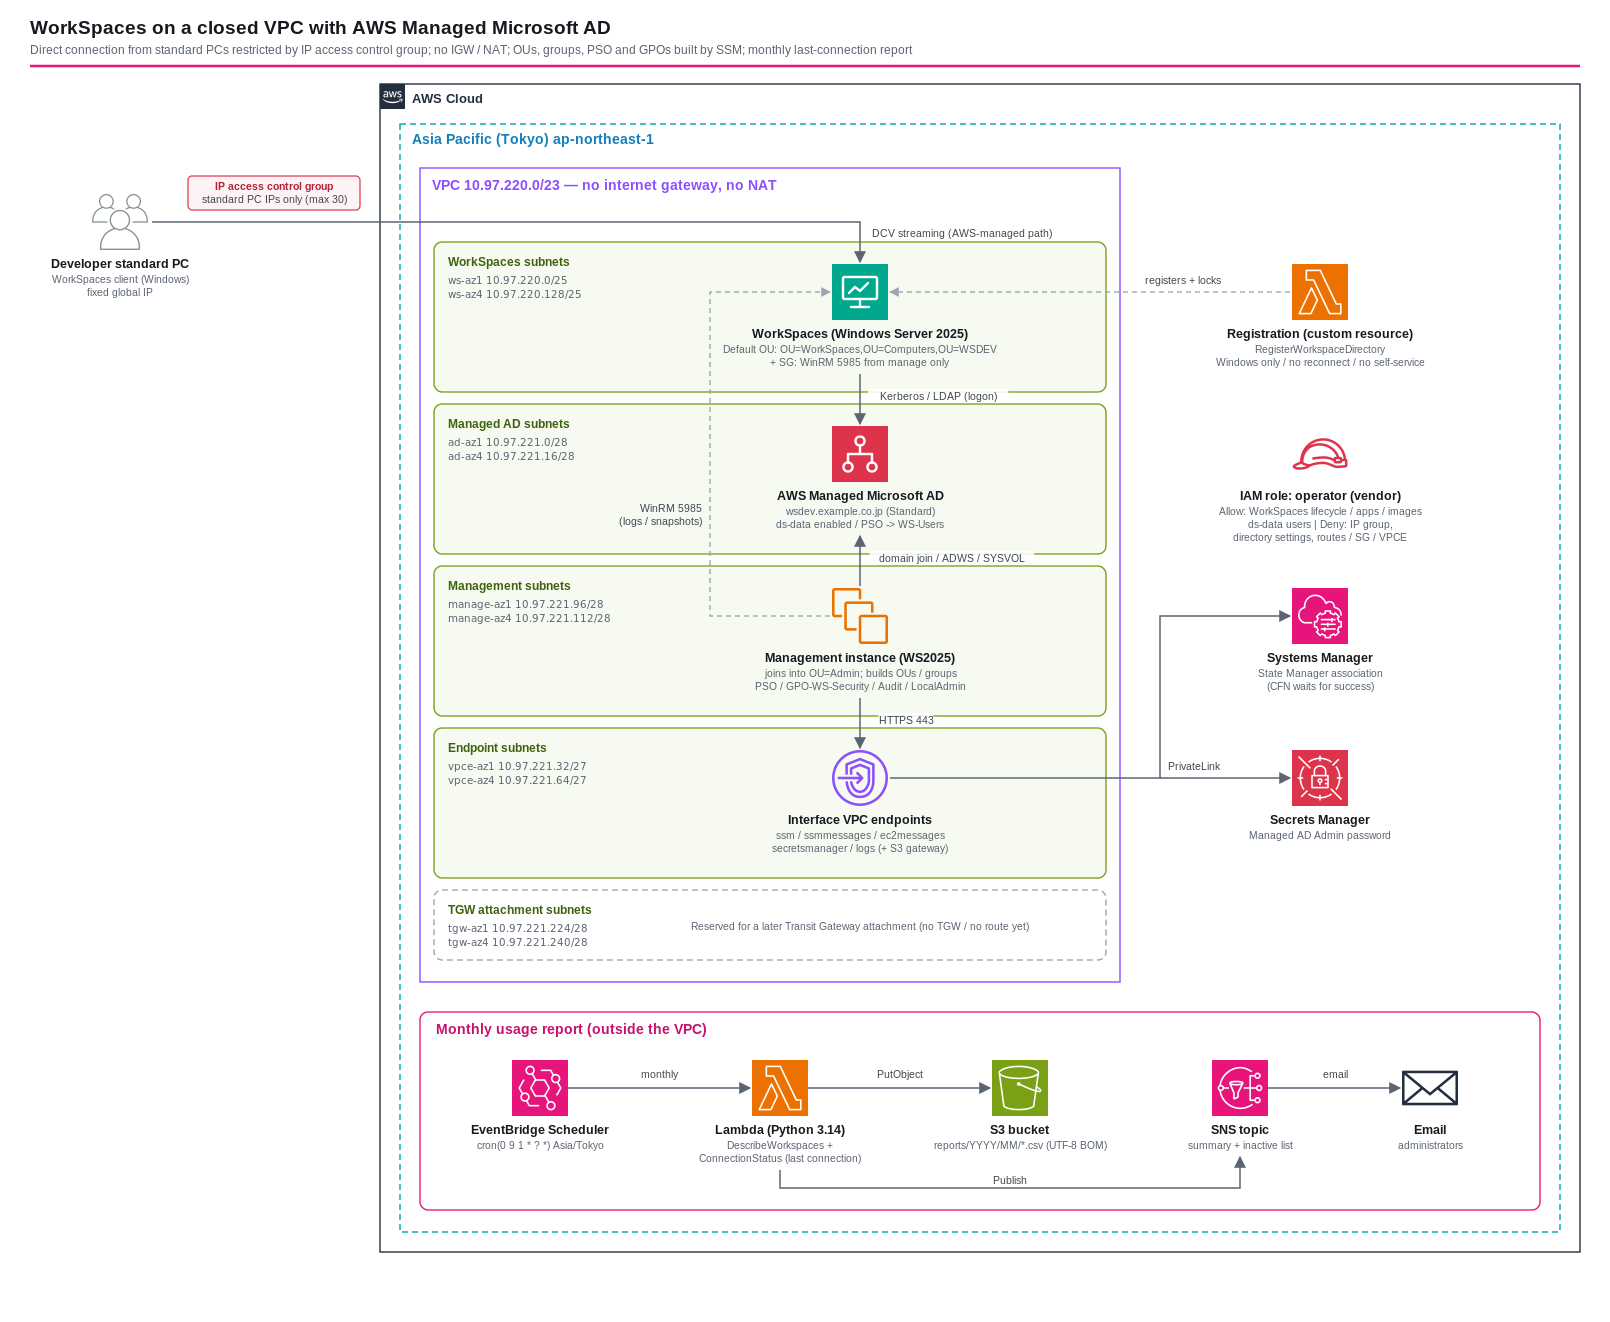 WorkSpaces on a closed VPC with AWS Managed Microsoft AD
Direct connection from standard PCs restricted by IP access control group; no IGW / NAT; OUs, groups, PSO and GPOs built by SSM; monthly last-connection report
aws
AWS Cloud
Asia Pacific (Tokyo) ap-northeast-1
VPC 10.97.220.0/23 — no internet gateway, no NAT
IP access control group
standard PC IPs only (max 30)
Developer standard PC
WorkSpaces client (Windows)
fixed global IP
DCV streaming (AWS-managed path)
WorkSpaces subnets
ws-az1 10.97.220.0/25
ws-az4 10.97.220.128/25
WorkSpaces (Windows Server 2025)
Default OU: OU=WorkSpaces,OU=Computers,OU=WSDEV
+ SG: WinRM 5985 from manage only
registers + locks
Registration (custom resource)
RegisterWorkspaceDirectory
Windows only / no reconnect / no self-service
Kerberos / LDAP (logon)
Managed AD subnets
ad-az1 10.97.221.0/28
ad-az4 10.97.221.16/28
WinRM 5985
(logs / snapshots)
AWS Managed Microsoft AD
wsdev.example.co.jp (Standard)
ds-data enabled / PSO -> WS-Users
IAM role: operator (vendor)
Allow: WorkSpaces lifecycle / apps / images
ds-data users | Deny: IP group,
directory settings, routes / SG / VPCE
domain join / ADWS / SYSVOL
Management subnets
manage-az1 10.97.221.96/28
manage-az4 10.97.221.112/28
Management instance (WS2025)
joins into OU=Admin; builds OUs / groups
PSO / GPO-WS-Security / Audit / LocalAdmin
Systems Manager
State Manager association
(CFN waits for success)
HTTPS 443
Endpoint subnets
vpce-az1 10.97.221.32/27
vpce-az4 10.97.221.64/27
Interface VPC endpoints
ssm / ssmmessages / ec2messages
secretsmanager / logs (+ S3 gateway)
PrivateLink
Secrets Manager
Managed AD Admin password
TGW attachment subnets
tgw-az1 10.97.221.224/28
tgw-az4 10.97.221.240/28
Reserved for a later Transit Gateway attachment (no TGW / no route yet)
Monthly usage report (outside the VPC)
monthly
PutObject
email
EventBridge Scheduler
cron(0 9 1 * ? *) Asia/Tokyo
Lambda (Python 3.14)
DescribeWorkspaces +
ConnectionStatus (last connection)
S3 bucket
reports/YYYY/MM/*.csv (UTF-8 BOM)
SNS topic
summary + inactive list
Email
administrators
Publish